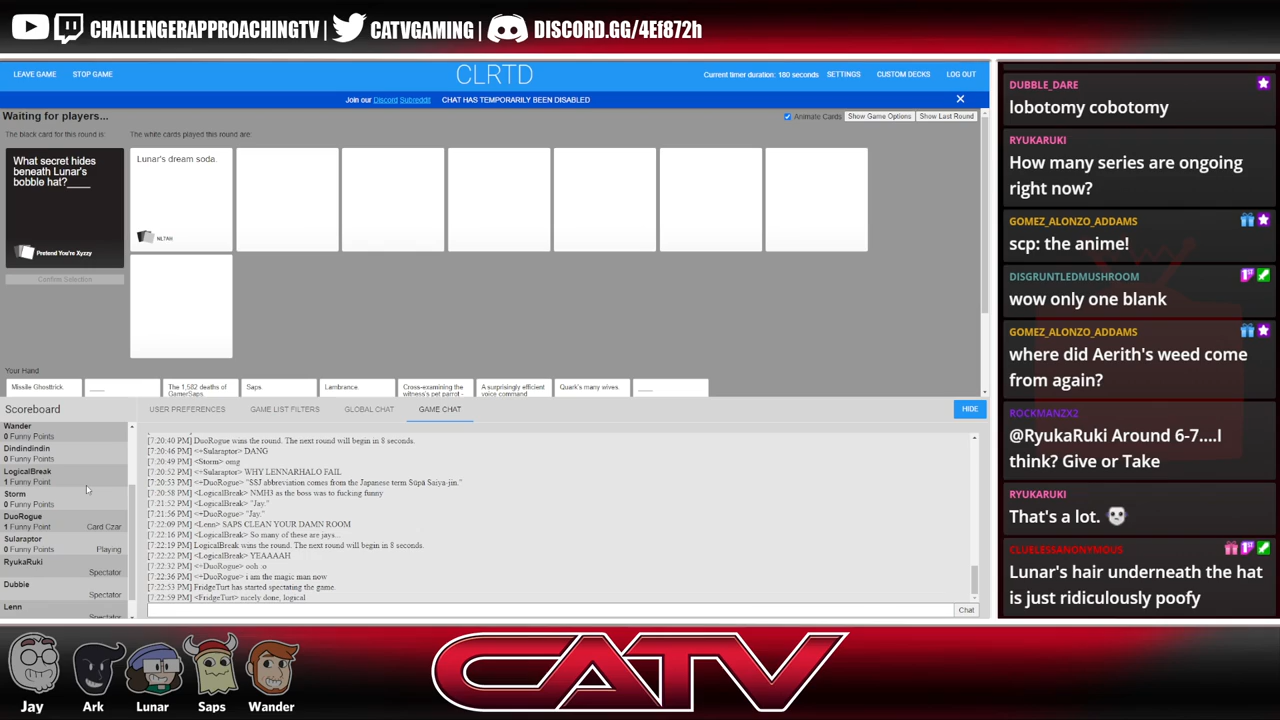 CHALLENGERAPPROACHINGTV | CATVGAMING | DISCORD.GG/4Ef872h
LEAVE GAME STOP GAME CLRTD Current timer duration: 180 seconds SETTINGS CUSTOM DECKS LOG OUT
Join our Discord Subreddit CHAT HAS TEMPORARILY BEEN DISABLED
Waiting for players... Animate Cards Show Game Options Show Last Round
The black card for this round is: The white cards played this round are:
What secret hides
beneath Lunar's
bobble hat?____
Pretend You're Xyzzy
Confirm Selection
Lunar's dream soda.
NLTAH
Your Hand
Missile Ghosttrick
____
The 1,582 deaths of
GamerSaps
Saps
Lambrance
Cross-examining the
witness's pet parrot -
A surprisingly efficient
voice command
Quark's many wives
____
Scoreboard
Wander
0 Funny Points
Dindindindin
0 Funny Points
LogicalBreak
1 Funny Point
Storm
0 Funny Points
DuoRogue
1 Funny Point Card Czar
Sularaptor
0 Funny Points Playing
RyukaRuki
Spectator
Dubbie
Spectator
Lenn
Spectator
USER PREFERENCES GAME LIST FILTERS GLOBAL CHAT GAME CHAT HIDE
[7:20:40 PM] DuoRogue wins the round. The next round will begin in 8 seconds.
[7:20:46 PM] <+Sularaptor> DANG
[7:20:49 PM] <Storm> omg
[7:20:52 PM] <+Sularaptor> WHY LENNARHALO FAIL
[7:20:53 PM] <+DuoRogue> "SSJ abbreviation comes from the Japanese term Sūpā Saiya-jin."
[7:20:58 PM] <LogicalBreak> NMH3 as the boss was to fucking funny
[7:21:52 PM] <LogicalBreak> "Jay."
[7:21:56 PM] <+DuoRogue> "Jay."
[7:22:09 PM] <Lenn> SAPS CLEAN YOUR DAMN ROOM
[7:22:16 PM] <LogicalBreak> So many of these are jays...
[7:22:19 PM] LogicalBreak wins the round. The next round will begin in 8 seconds.
[7:22:22 PM] <LogicalBreak> YEAAAAH
[7:22:32 PM] <+DuoRogue> ooh :o
[7:22:36 PM] <+DuoRogue> i am the magic man now
[7:22:53 PM] FridgeTurt has started spectating the game.
[7:22:59 PM] <FridgeTurt> nicely done, logical
Chat
DUBBLE_DARE
lobotomy cobotomy
RYUKARUKI
How many series are ongoing
right now?
GOMEZ_ALONZO_ADDAMS
scp: the anime!
DISGRUNTLEDMUSHROOM
wow only one blank
GOMEZ_ALONZO_ADDAMS
where did Aerith's weed come
from again?
ROCKMANZX2
@RyukaRuki Around 6-7....I
think? Give or Take
RYUKARUKI
That's a lot.
CLUELESSANONYMOUS
Lunar's hair underneath the hat
is just ridiculously poofy
Jay Ark Lunar Saps Wander
CATV